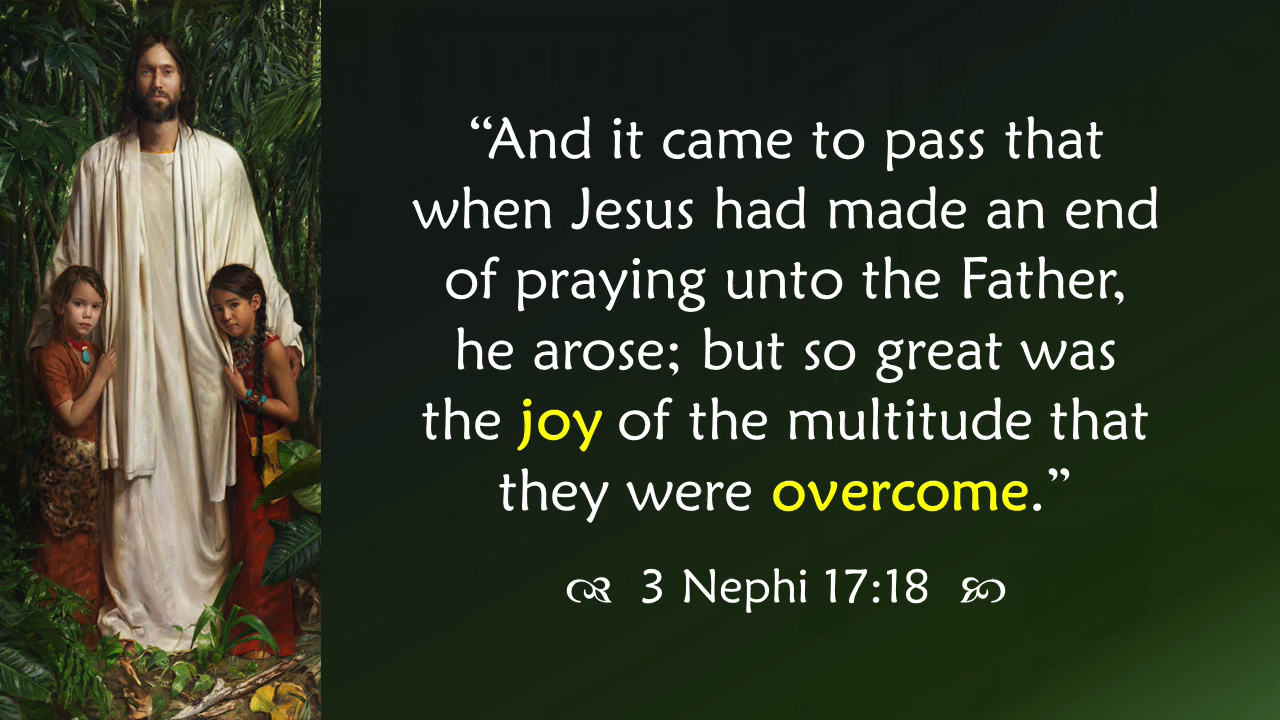 “And it came to pass that
when Jesus had made an end
of praying unto the Father,
he arose; but so great was
the joy of the multitude that
they were overcome.”
3 Nephi 17:18